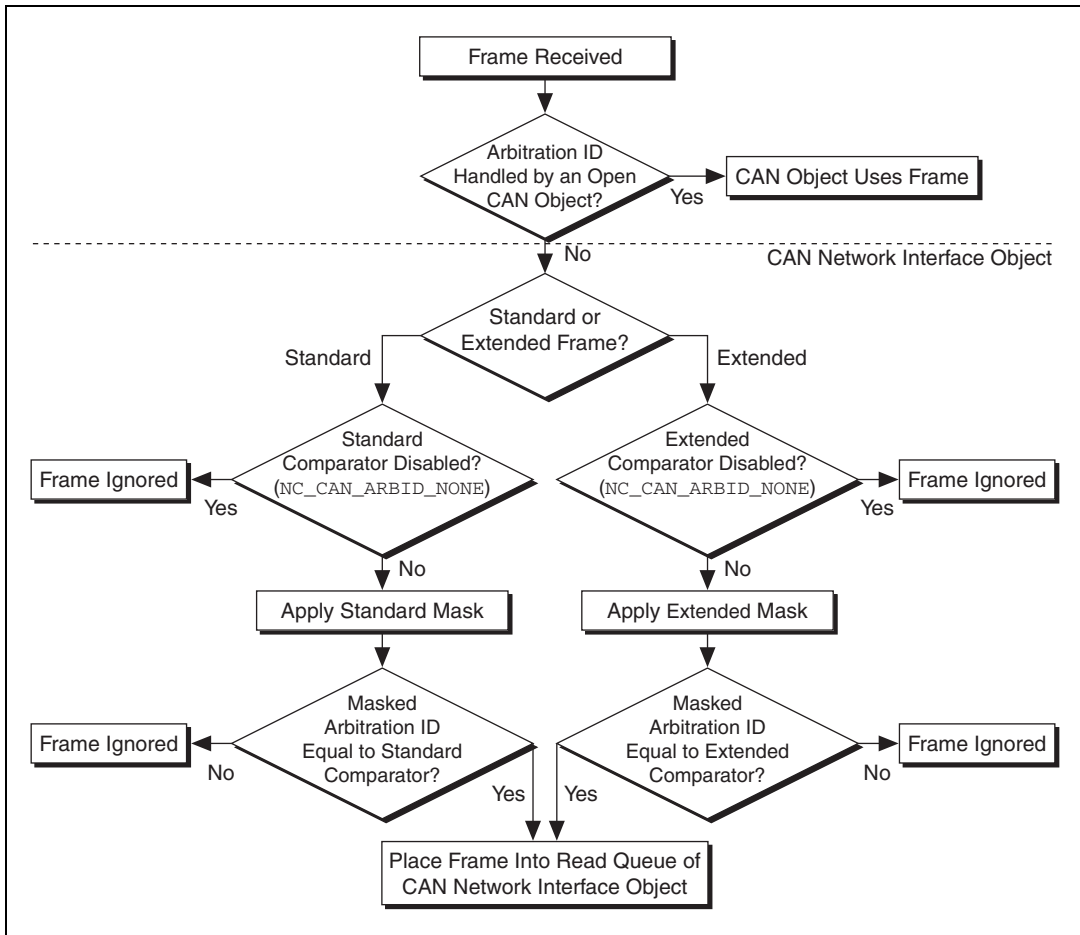 Frame Received
Arbitration ID
Handled by an Open
CAN Object?
Yes
CAN Object Uses Frame
No
CAN Network Interface Object
Standard or
Extended Frame?
Standard
Extended
Standard
Comparator Disabled?
(NC_CAN_ARBID_NONE)
Extended
Comparator Disabled?
(NC_CAN_ARBID_NONE)
Frame Ignored
Yes
Frame Ignored
Yes
No
No
Apply Standard Mask
Apply Extended Mask
Masked
Arbitration ID
Equal to Standard
Comparator?
Masked
Arbitration ID
Equal to Extended
Comparator?
Frame Ignored
No
Frame Ignored
No
Yes
Yes
Place Frame Into Read Queue of
CAN Network Interface Object